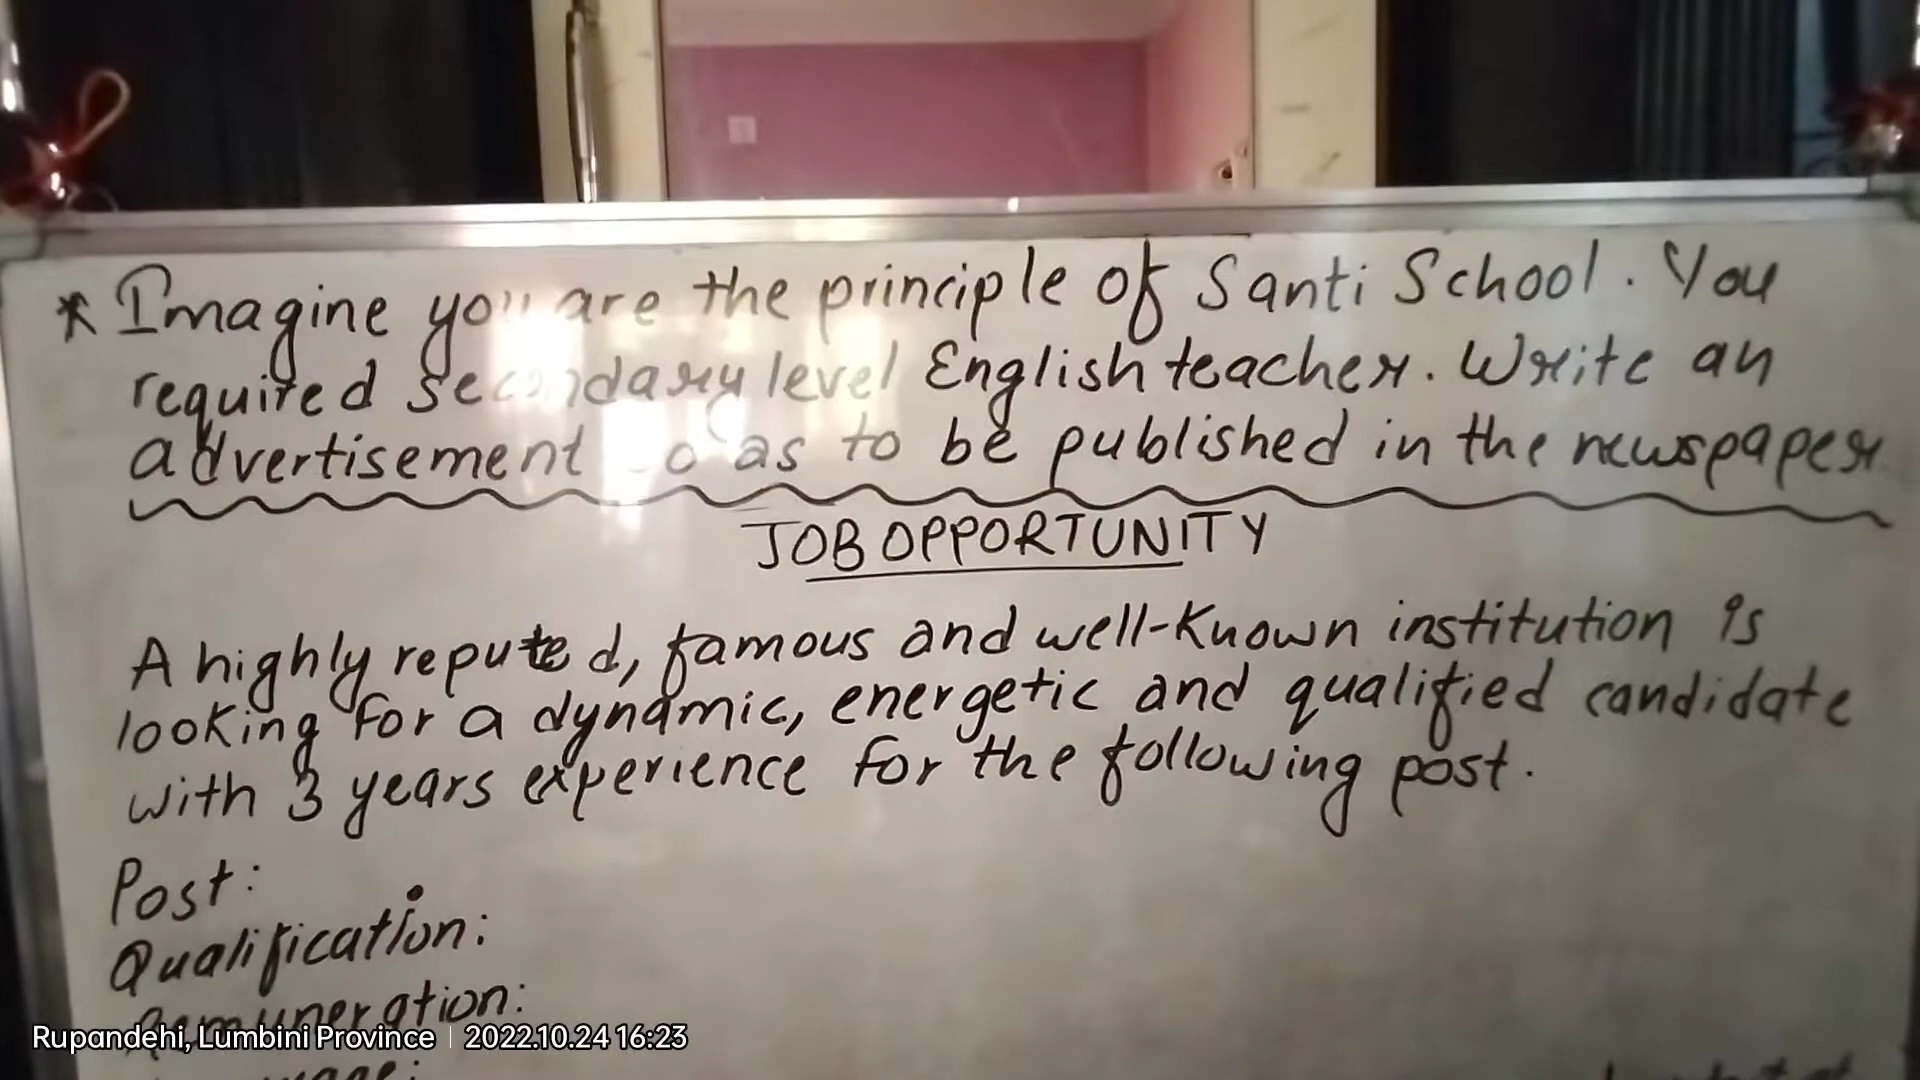 * Imagine you are the principle of Santi School. You
required secondary level English teacher. Write an
advertisement so as to be published in the newspaper
JOB OPPORTUNITY
A highly reputed, famous and well-known institution is
looking for a dynamic, energetic and qualified candidate
with 3 years experience for the following post.
Post:
Qualification:
Remuneration:
Rupandehi, Lumbini Province | 2022.10.24 16:23